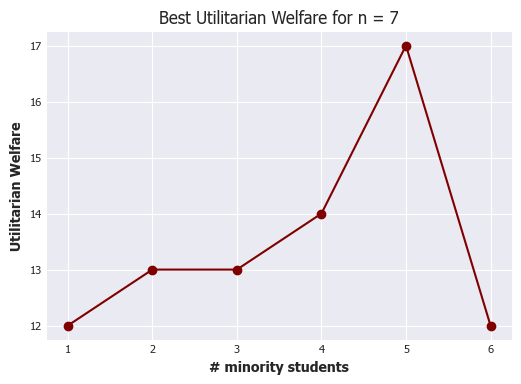 Best Utilitarian Welfare for n = 7
Utilitarian Welfare
17
16
15
14
13
12
1 2 3 4 5 6
# minority students